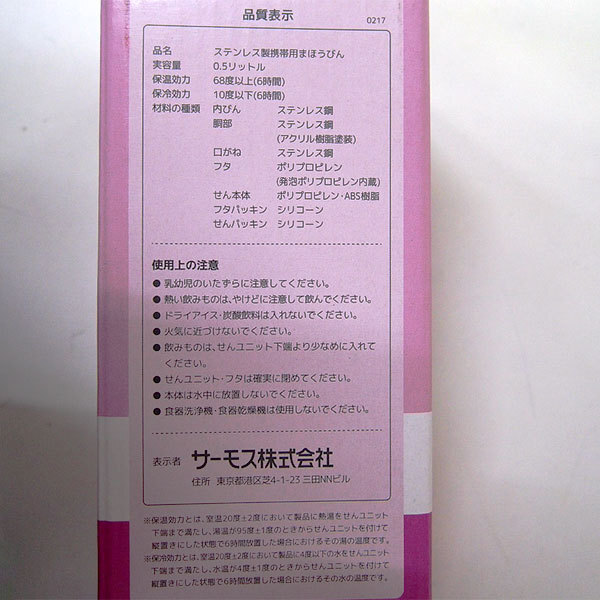 品質表示
0217
品名 ステンレス製携帯用まほうびん
実容量 0.5リットル
保温効力 68度以上(6時間)
保冷効力 10度以下(6時間)
材料の種類 内びん ステンレス鋼
胴部 ステンレス鋼
(アクリル樹脂塗装)
口がね ステンレス鋼
フタ ポリプロピレン
(発泡ポリプロピレン内蔵)
せん本体 ポリプロピレン・ABS樹脂
フタパッキン シリコーン
せんパッキン シリコーン
使用上の注意
●乳幼児のいたずらに注意してください。
●熱い飲みものは、やけどに注意して飲んでください。
●ドライアイス・炭酸飲料は入れないでください。
●火気に近づけないでください。
●飲みものは、せんユニット下端より少なめに入れて
ください。
●せんユニット・フタは確実に閉めてください。
●本体は水中に放置しないでください。
●食器洗浄機・食器乾燥機は使用しないでください。
表示者 サーモス株式会社
住所 東京都港区芝4-1-23 三田NNビル
※保温効力とは、室温20度±2度において製品に熱湯をせんユニット
下端まで満たし、湯温が95度±1度のときからせんユニットを付けて
縦置きにした状態で6時間放置した場合におけるその湯の温度です。
※保冷効力とは、室温20度±2度において製品に4度以下の水をせんユニット
下端まで満たし、水温が4度±1度のときからせんユニットを付けて
縦置きにした状態で6時間放置した場合におけるその水の温度です。